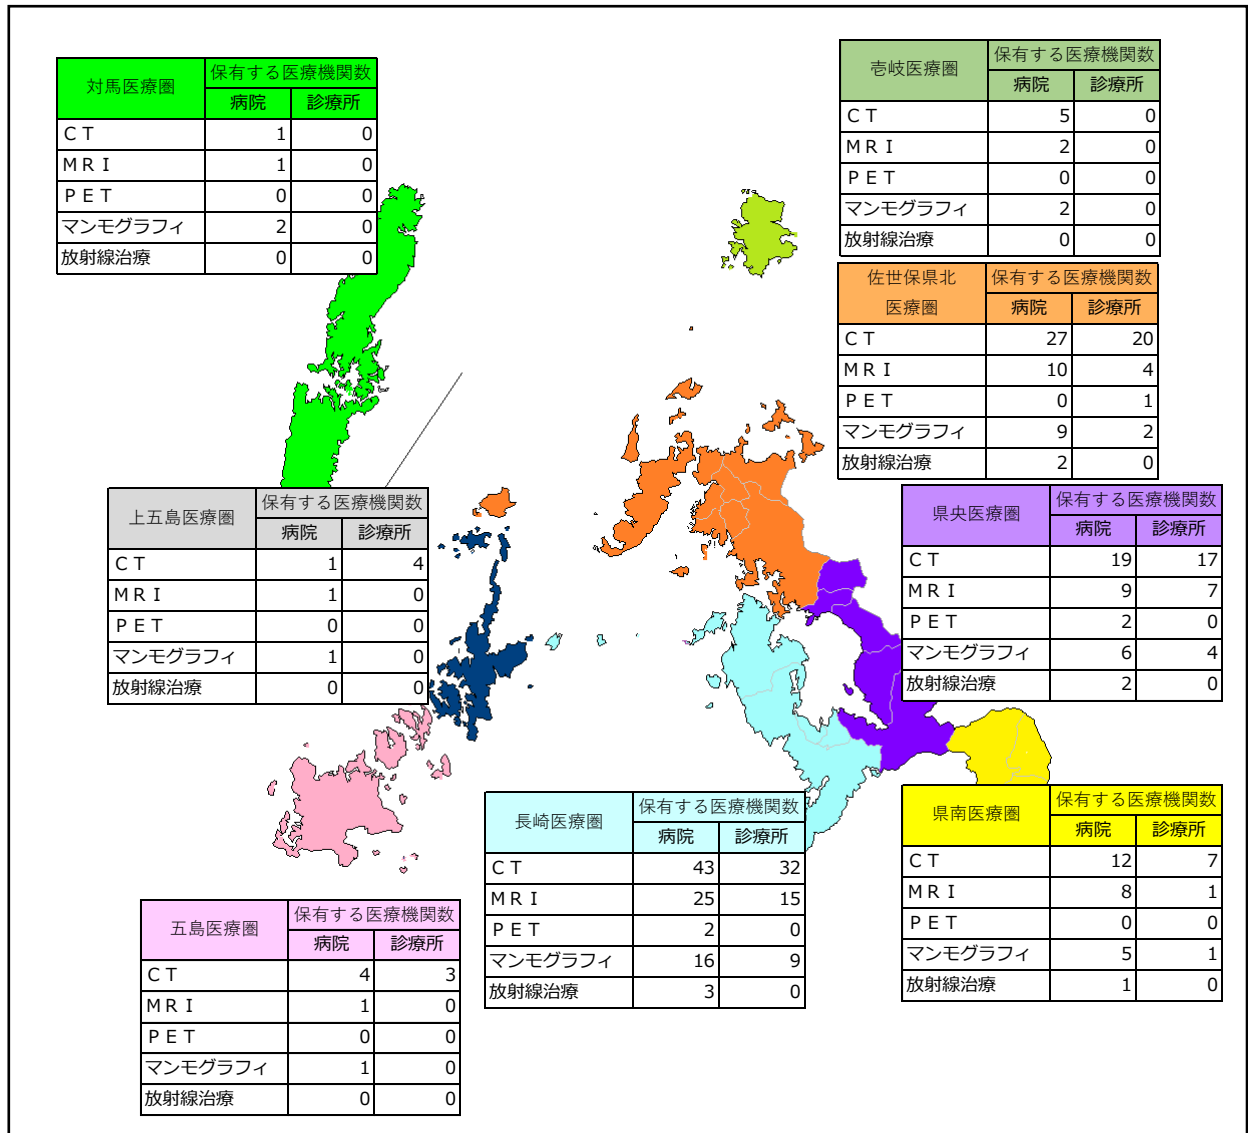 対馬医療圏 保有する医療機関数
病院 診療所
ＣＴ 1 0
ＭＲＩ 1 0
ＰＥＴ 0 0
マンモグラフィ 2 0
放射線治療 0 0
壱岐医療圏 保有する医療機関数
病院 診療所
ＣＴ 5 0
ＭＲＩ 2 0
ＰＥＴ 0 0
マンモグラフィ 2 0
放射線治療 0 0
佐世保県北 保有する医療機関数
医療圏 病院 診療所
ＣＴ 27 20
ＭＲＩ 10 4
ＰＥＴ 0 1
マンモグラフィ 9 2
放射線治療 2 0
上五島医療圏 保有する医療機関数
病院 診療所
ＣＴ 1 4
ＭＲＩ 1 0
ＰＥＴ 0 0
マンモグラフィ 1 0
放射線治療 0 0
県央医療圏 保有する医療機関数
病院 診療所
ＣＴ 19 17
ＭＲＩ 9 7
ＰＥＴ 2 0
マンモグラフィ 6 4
放射線治療 2 0
長崎医療圏 保有する医療機関数
病院 診療所
ＣＴ 43 32
ＭＲＩ 25 15
ＰＥＴ 2 0
マンモグラフィ 16 9
放射線治療 3 0
県南医療圏 保有する医療機関数
病院 診療所
ＣＴ 12 7
ＭＲＩ 8 1
ＰＥＴ 0 0
マンモグラフィ 5 1
放射線治療 1 0
五島医療圏 保有する医療機関数
病院 診療所
ＣＴ 4 3
ＭＲＩ 1 0
ＰＥＴ 0 0
マンモグラフィ 1 0
放射線治療 0 0